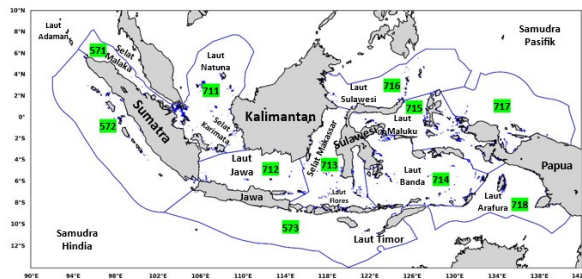 10°N
8°N
6°N
4°N
2°N
0°
2°S
4°S
6°S
8°S
10°S
12°S
14°S
Laut
Adaman
571
Selat
Malaka
Laut
Natuna
711
Samudra
Pasifik
716
Laut
Sulawesi
715
717
572
Sumatra
Selat
Karimata
Kalimantan
Selat Makassar
Sulawesi
Laut
Maluku
Laut
Jawa
712
713
Laut
Banda
714
Papua
Jawa
Laut
Flores
Laut
Arafura
718
Samudra
Hindia
573
Laut Timor
90°E
94°E
98°E
102°E
106°E
110°E
114°E
118°E
122°E
126°E
130°E
134°E
138°E
142°E